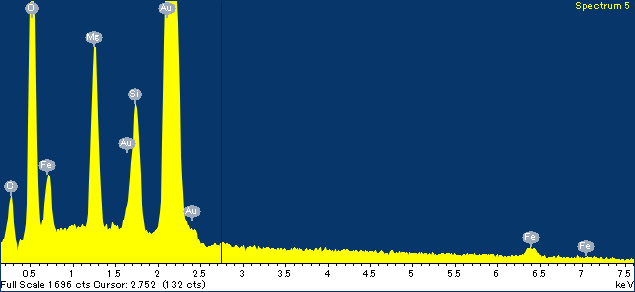 Spectrum 5
O Au
Mg
Si
Au
Fe
C
Au
Fe
Fe
0.5 1 1.5 2 2.5 3 3.5 4 4.5 5 5.5 6 6.5 7 7.5
Full Scale 1696 cts Cursor: 2.752 (132 cts) keV